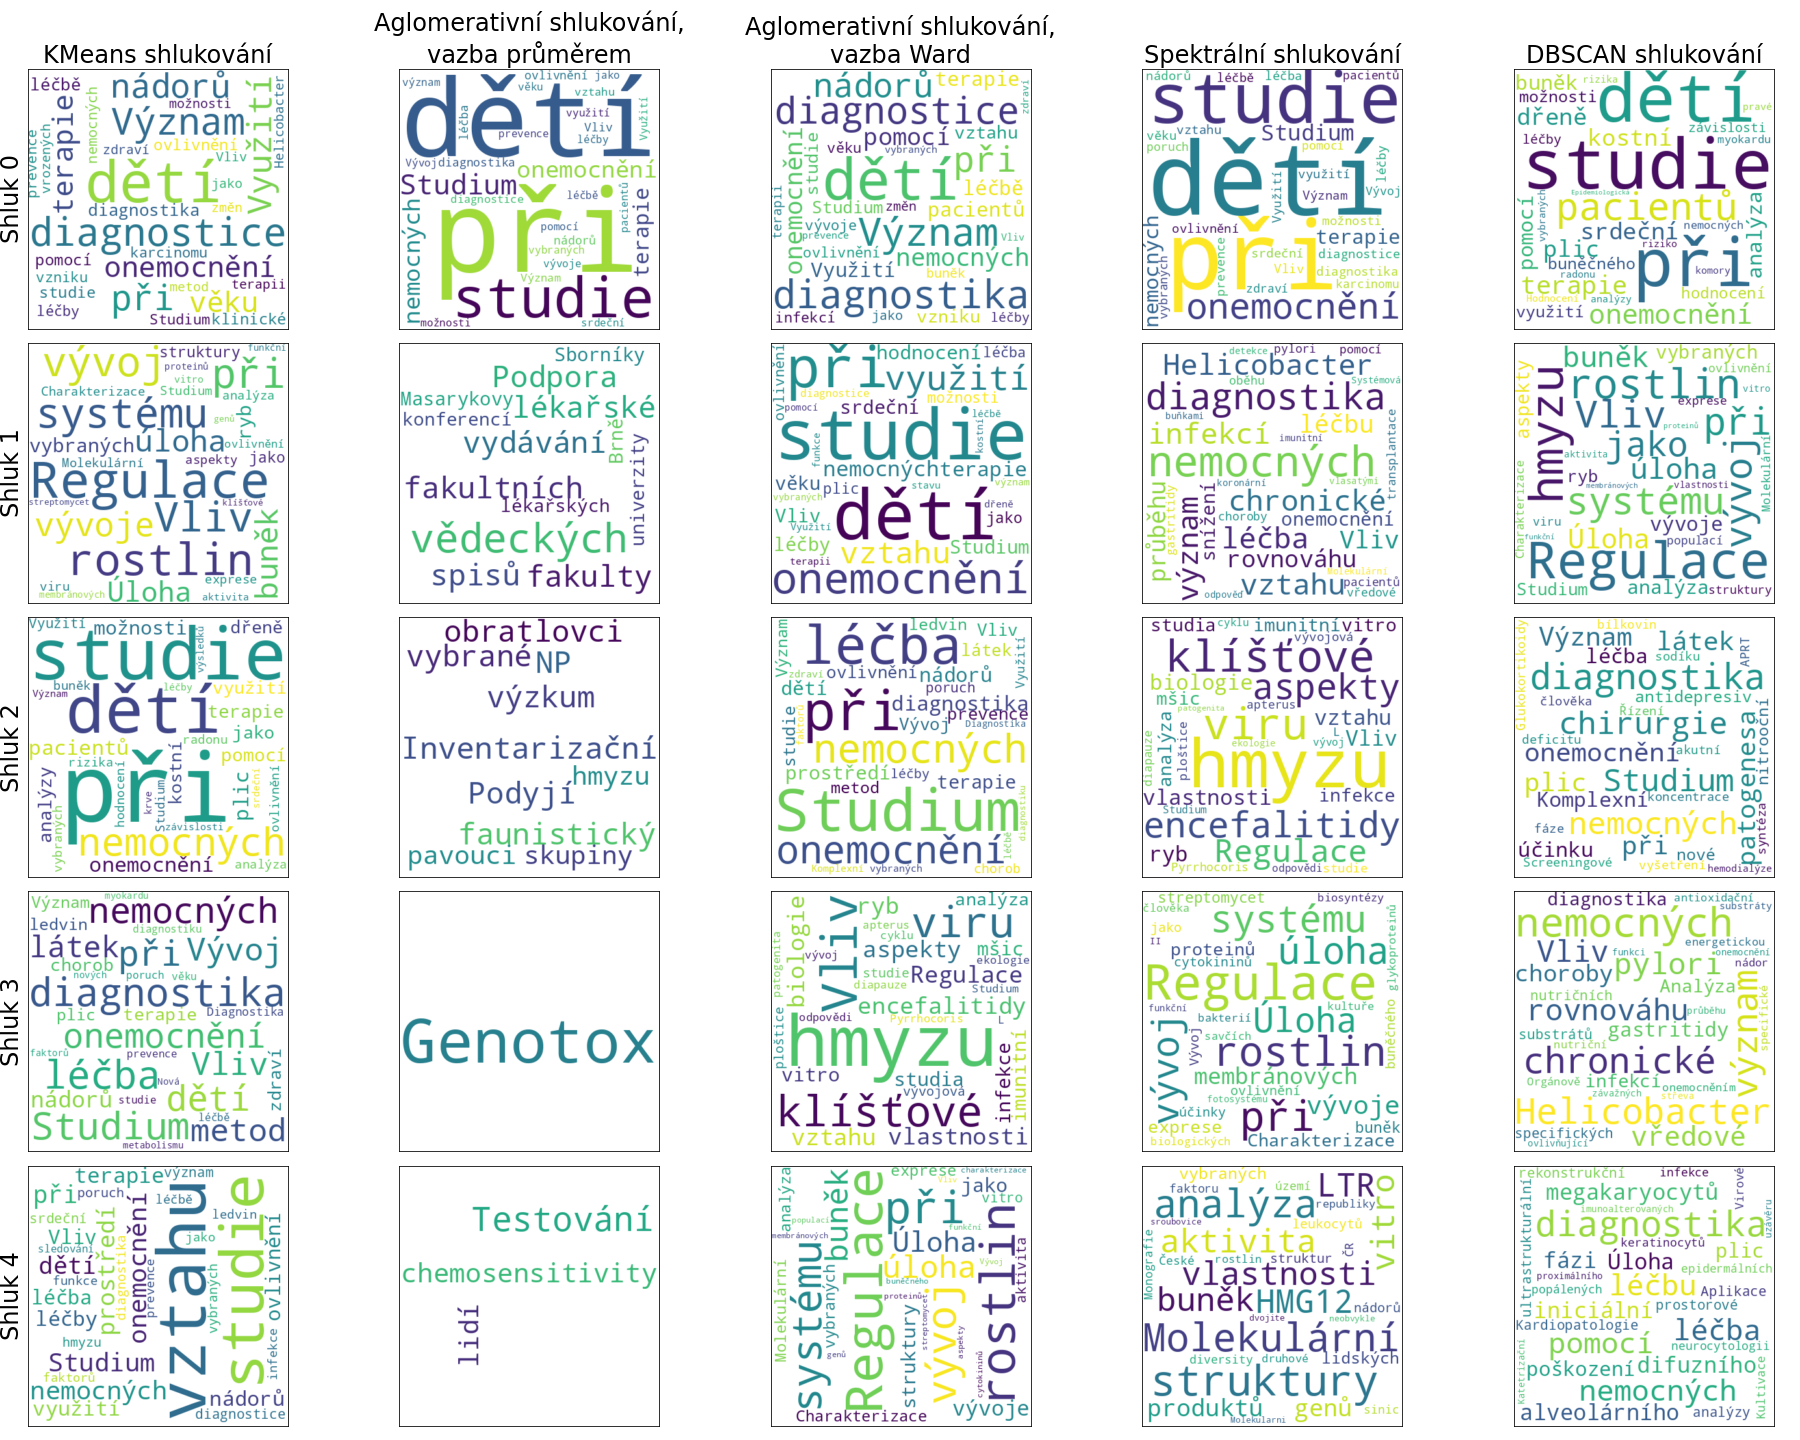 KMeans shlukování
Aglomerativní shlukování,
vazba průměrem
Aglomerativní shlukování,
vazba Ward
Spektrální shlukování
DBSCAN shlukování
Shluk 0
léčbě nádorů
možnosti
terapie nemocných Význam Využití Helicobacter
prevence vrozených zdraví ovlivnění
Vliv
dětí jako
diagnostika změn
diagnostice
karcinomu
pomocí onemocnění
vzniku metod terapii
studie při věku
léčby
Studium klinické
význam ovlivnění jako
věku vztahu
dětí využití
léčba prevence Vliv Využití
léčby
Vývoj diagnostika
onemocnění
Studium léčbě
diagnostice pacientů
nemocných při pomocí terapie
nádorů
vybraných
vývoje
Význam
studie
možnosti srdeční
nádorů terapie
zdraví
diagnostice
pomocí vztahu
věku vybraných
onemocnění studie při
dětí léčbě
terapii Studium změn pacientů
vývoje
prevence Význam Vliv
ovlivnění nemocných
Využití buněk
diagnostika
infekcí jako vzniku léčby
nádorů léčbě léčba pacientů
studie
věku vztahu Studium
poruch pomocí
dětí využití léčby
Využití Význam Vývoj
nemocných ovlivnění možnosti
při terapie
vybraných prevence srdeční diagnostice
Vliv diagnostika
zdraví karcinomu
onemocnění
buněk rizika dětí
možnosti pravé
dřeně závislosti
léčby kostní myokardu
studie
Epidemiologická
pomocí vybraných pacientů analýza
srdeční nemocných
plic riziko
buněčného při komory
radonu
terapie hodnocení
Hodnocení analýzy
využití onemocnění
Shluk 1
vývoj struktury funkční
proteinů při
vitro
Charakterizace Studium analýza
systému genů ryb
vybraných úloha ovlivnění
Molekulární aspekty jako
Regulace
streptomycet klíšťové
vývoje Vliv
rostlin buněk
viru exprese
membránových Úloha aktivita
Sborníky
Podpora
Masarykovy lékařské
konferencí
vydávání Brně
fakultních univerzity
lékařských
vědeckých
spisů fakulty
ovlivnění při hodnocení léčba
využití
diagnostice možnosti
pomocí srdeční léčbě
studie kostní
funkce
nemocných terapie
věku plic stavu význam
vybraných dětí dřeně
Vliv jako
Využití
léčby vztahu Studium
terapii
onemocnění
detekce pylori pomocí
Helicobacter
oběhu Systémová
diagnostika
buňkami léčbu
infekcí imunitní transplantace
nemocných
koronární vlasatými
průběhu význam snížení chronické
gastritidy choroby onemocnění
léčba Vliv
rovnováhu
Molekulární
vztahu pacientů
odpověď vředové
buněk vybraných
aspekty ovlivnění
hmyzu rostlin vitro
Vliv exprese
proteinů při
jako
aktivita úloha vývoj Molekulární
ryb membránových vlastnosti
charakterizace systému
viru vývoje
funkční Úloha populací
Regulace
Studium analýza struktury
Shluk 2
Využití možnosti dřeně
studie výsledků
buněk léčby využití
Význam dětí terapie
radonu jako
pacientů pomocí
rizika kostní
analýzy při hodnocení krve Studium plic srdeční ovlivnění
závislosti
vybraných nemocných
onemocnění analýza
obratlovci
vybrané NP
výzkum
Inventarizační
hmyzu
Podyjí
faunistický
pavouci skupiny
Význam ledvin Vliv
léčba látek Využití
zdraví ovlivnění nádorů
dětí poruch
při diagnostika
prevence
studie faktorů Vývoj Diagnostika
nemocných
prostředí léčby
metod terapie
Studium diagnostiku
onemocnění léčbě
Komplexní vybraných chorob
studia cyklu imunitní vitro
vývojová
klíšťové
biologie aspekty
mšic
patogenita apterus
diapauze analýza ploštice viru vztahu
L
ekologie vývoj Vliv
hmyzu
vlastnosti infekce
Studium
encefalitidy
ryb Regulace
Pyrrhocoris odpovědi studie
Glukokortikoidy bílkovin
Význam látek APRT
léčba sodíku
diagnostika
člověka antidepresiv
Řízení
chirurgie
deficitu nitrooční
onemocnění akutní
plic Studium patogenesa
Komplexní koncentrace
fáze nemocných syntéza
účinku při nové
Screeningové vyšetření hemodialýze
Shluk 3
Význam myokardu
nemocných
ledvin diagnostiku
látek při Vývoj
chorob
nových poruch věku
diagnostika
plic terapie Diagnostika
onemocnění
faktorů prevence
léčba Vliv
Nová
nádorů studie dětí zdraví
Studium léčbě
metod
metabolismu
Genotox
biologie Vliv ryb analýza
apterus viru
cyklu
vývoj aspekty mšic
patogenita ekologie
studie Regulace
diapauze Studium
encefalitidy
ploštice odpovědi Pyrrhocoris L
hmyzu
vitro studia infekce imunitní
vývojová
klíšťové
vztahu vlastnosti
streptomycet biosyntézy
člověka systému
jako
II proteinů úloha glykoproteinů
cytokininů
Regulace
funkční kultuře
bakterií Úloha buněčného
vývoj Vývoj savčích
rostlin
membránových
ovlivnění
fotosystému
účinky při vývoje
exprese buněk
biologických Charakterizace
diagnostika antioxidační
substráty
nemocných
Vliv energetickou
funkci onemocnění
choroby pylori nádor
nutričních Analýza
rovnováhu průběhu význam specifické
substrátů gastritidy
nutriční
chronické
Orgánově infekcí onemocněním
závažných střeva
Helicobacter
specifických vředové
ovlivňující
Shluk 4
terapie význam
při poruch léčbě
srdeční ledvin
Vliv prostředí onemocnění jako
sledování diagnostika vztahu studie ovlivnění
dětí prevence
funkce vybraných
léčba
léčby
hmyzu infekce
Studium
faktorů
nemocných nádorů
využití diagnostice
Testování
chemosensitivity
lidí
analýza exprese charakterizace
Vliv
buněk při jako
populací vitro
membránových funkční
Úloha
systému Regulace rostlin
Vývoj
úloha aktivita
buněčného
Molekulární vybraných proteinů
struktury streptomycet vývoj aspekty
genů cytokininů
vývoje
Charakterizace
vybraných LTR
faktoru území
analýza republiky
sroubovice leukocytů vitro
aktivita
Monografie České rostlin struktur ČR
vlastnosti
buněk HMG12 nádorů
dvojite neobvykle
Molekulární
diversity druhové lidských
struktury
produktů genů sinic
Molekularni
rekonstrukční infekce Virové
megakaryocytů
imunoalterovaných uzávěru
diagnostika
keratinocytů
ultrastrukturální fázi Úloha plic
proximálního epidermálních
popálených léčbu Aplikace
iniciální prostorové
Kardiopatologie léčba
pomocí neurocytologii
poškození difuzního
Katetrizační nemocných Kultivace
alveolárního analýzy